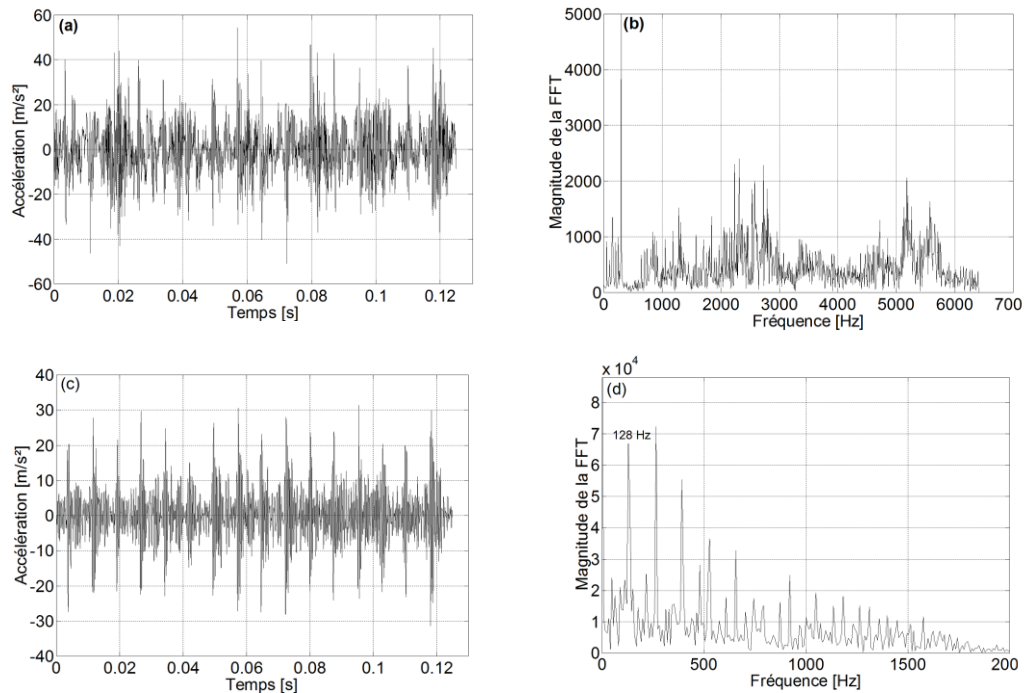 (a)
Accélération [m/s²]
60
40
20
0
-20
-40
-60
0 0.02 0.04 0.06 0.08 0.1 0.12
Temps [s]
(b)
Magnitude de la FFT
5000
4000
3000
2000
1000
0
0 1000 2000 3000 4000 5000 6000 700
Fréquence [Hz]
(c)
Accélération [m/s²]
40
30
20
10
0
-10
-20
-30
-40
0 0.02 0.04 0.06 0.08 0.1 0.12
Temps [s]
x 10⁴
(d)
128 Hz
Magnitude de la FFT
8
7
6
5
4
3
2
1
0
0 500 1000 1500 200
Fréquence [Hz]